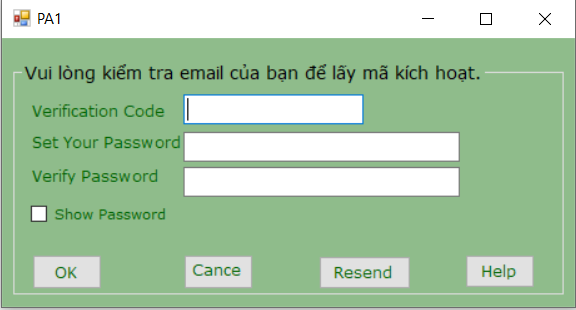 PA1
Vui lòng kiểm tra email của bạn để lấy mã kích hoạt.
Verification Code
Set Your Password
Verify Password
Show Password
OK Cance Resend Help